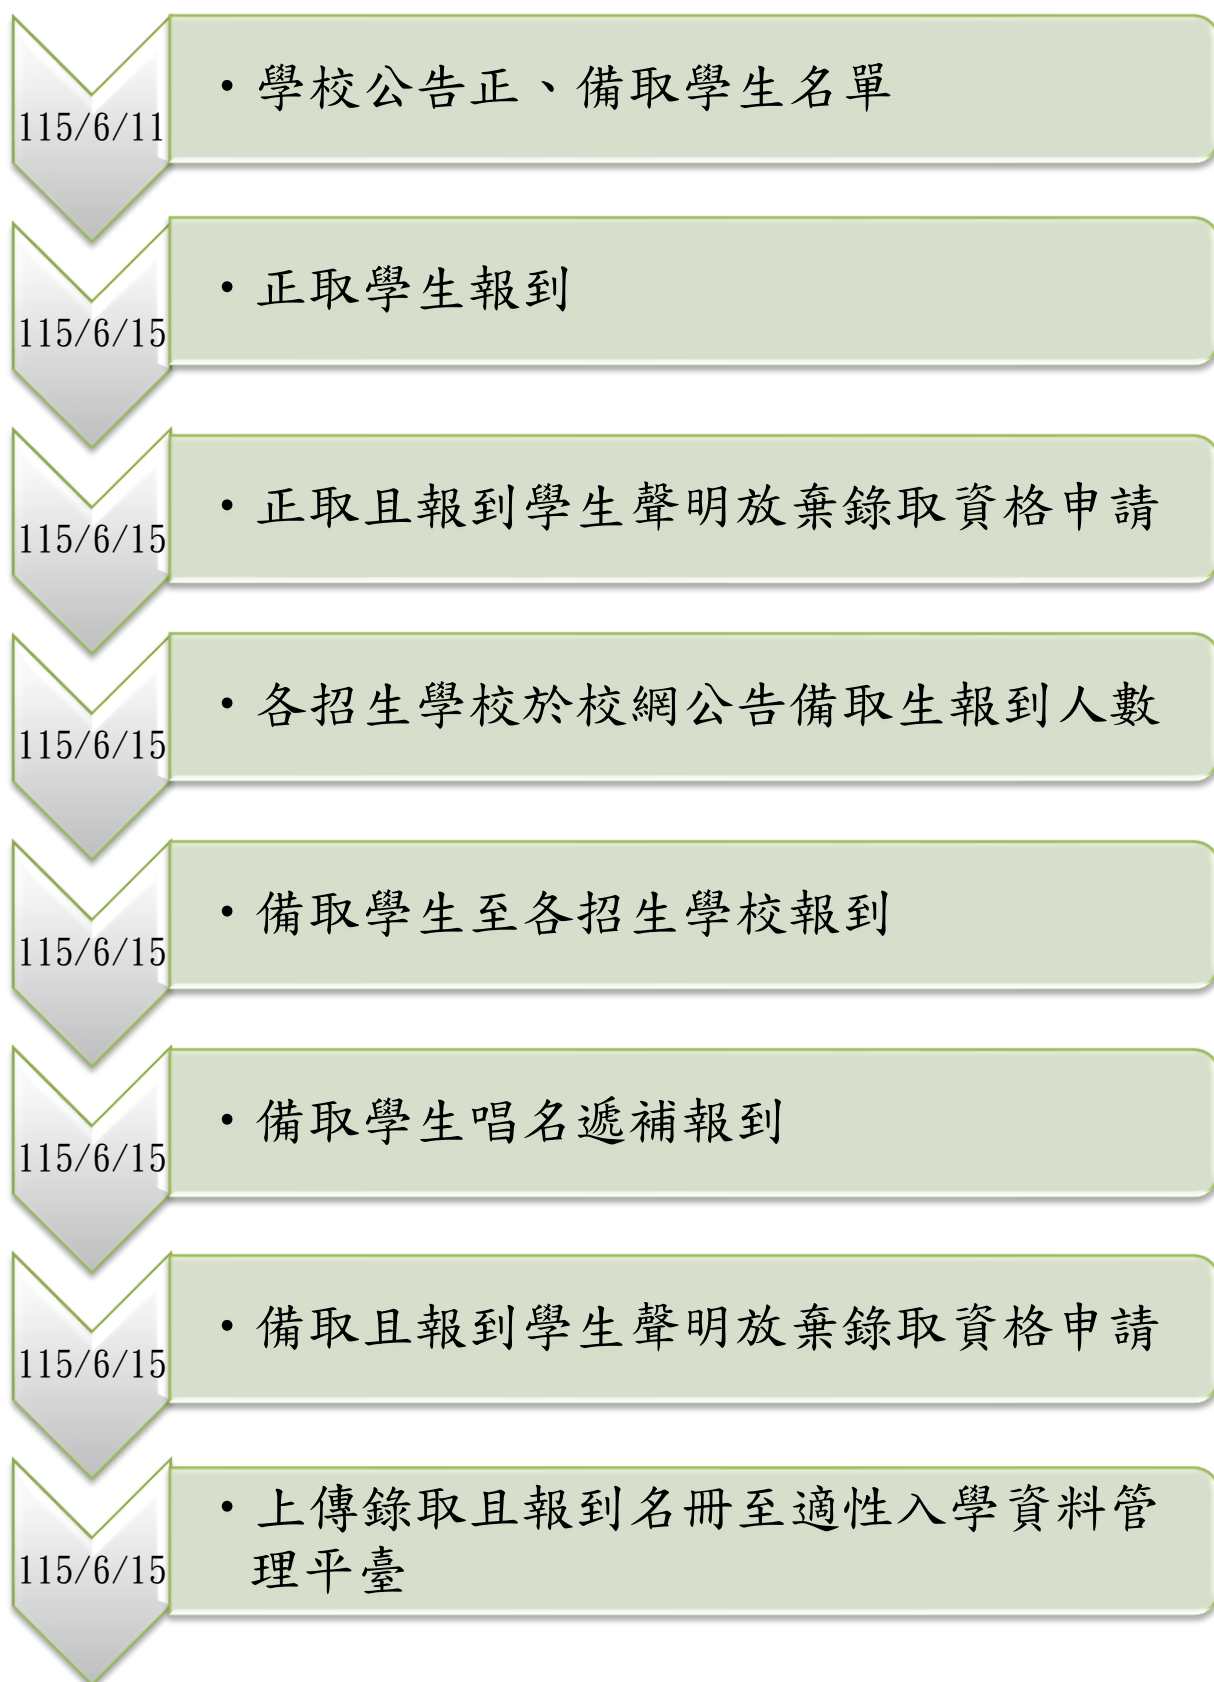 115/6/11
•學校公告正、備取學生名單
115/6/15
•正取學生報到
115/6/15
•正取且報到學生聲明放棄錄取資格申請
115/6/15
•各招生學校於校網公告備取生報到人數
115/6/15
•備取學生至各招生學校報到
115/6/15
•備取學生唱名遞補報到
115/6/15
•備取且報到學生聲明放棄錄取資格申請
115/6/15
•上傳錄取且報到名冊至適性入學資料管
理平臺